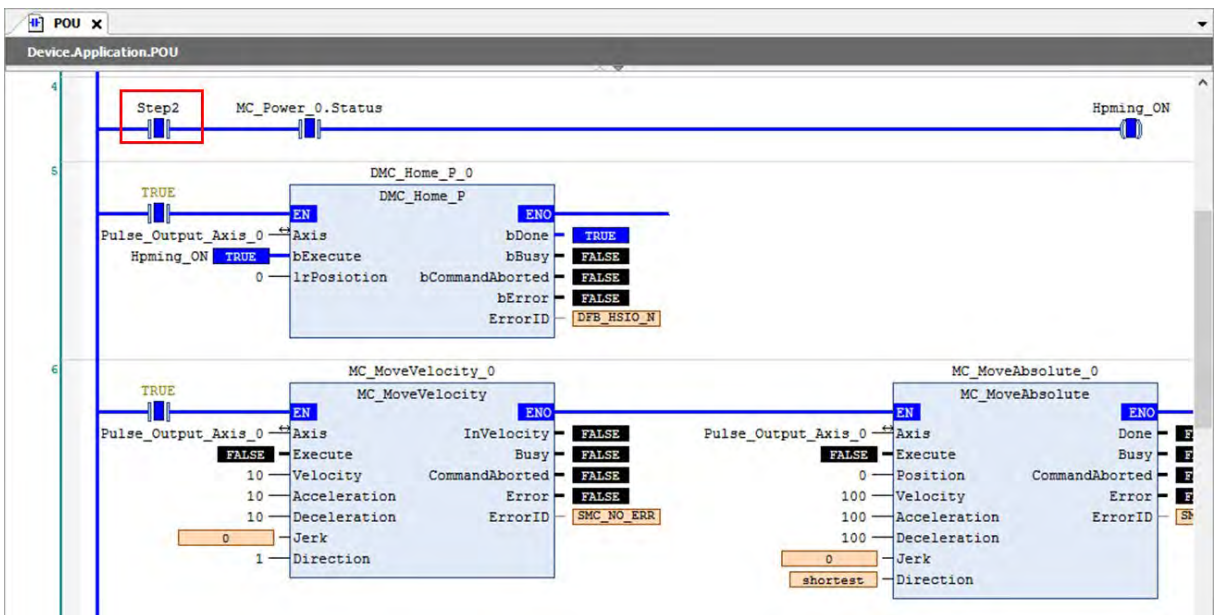 POU
Device.Application.POU
4
Step2 MC_Power_0.Status Hpming_ON
5
DMC_Home_P_0
TRUE DMC_Home_P
EN ENO
Pulse_Output_Axis_0 Axis bDone TRUE
Hpming_ON TRUE bExecute bBusy FALSE
0 lrPosiotion bCommandAborted FALSE
bError FALSE
ErrorID DFB_HSIO_N
6
MC_MoveVelocity_0 MC_MoveAbsolute_0
TRUE MC_MoveVelocity MC_MoveAbsolute
EN ENO EN ENO
Pulse_Output_Axis_0 Axis InVelocity FALSE Pulse_Output_Axis_0 Axis Done F
FALSE Execute Busy FALSE FALSE Execute Busy F
10 Velocity CommandAborted FALSE 0 Position CommandAborted F
10 Acceleration Error FALSE 100 Velocity Error F
10 Deceleration ErrorID SMC_NO_ERR 100 Acceleration ErrorID SM
0 Jerk 100 Deceleration
1 Direction 0 Jerk
shortest Direction